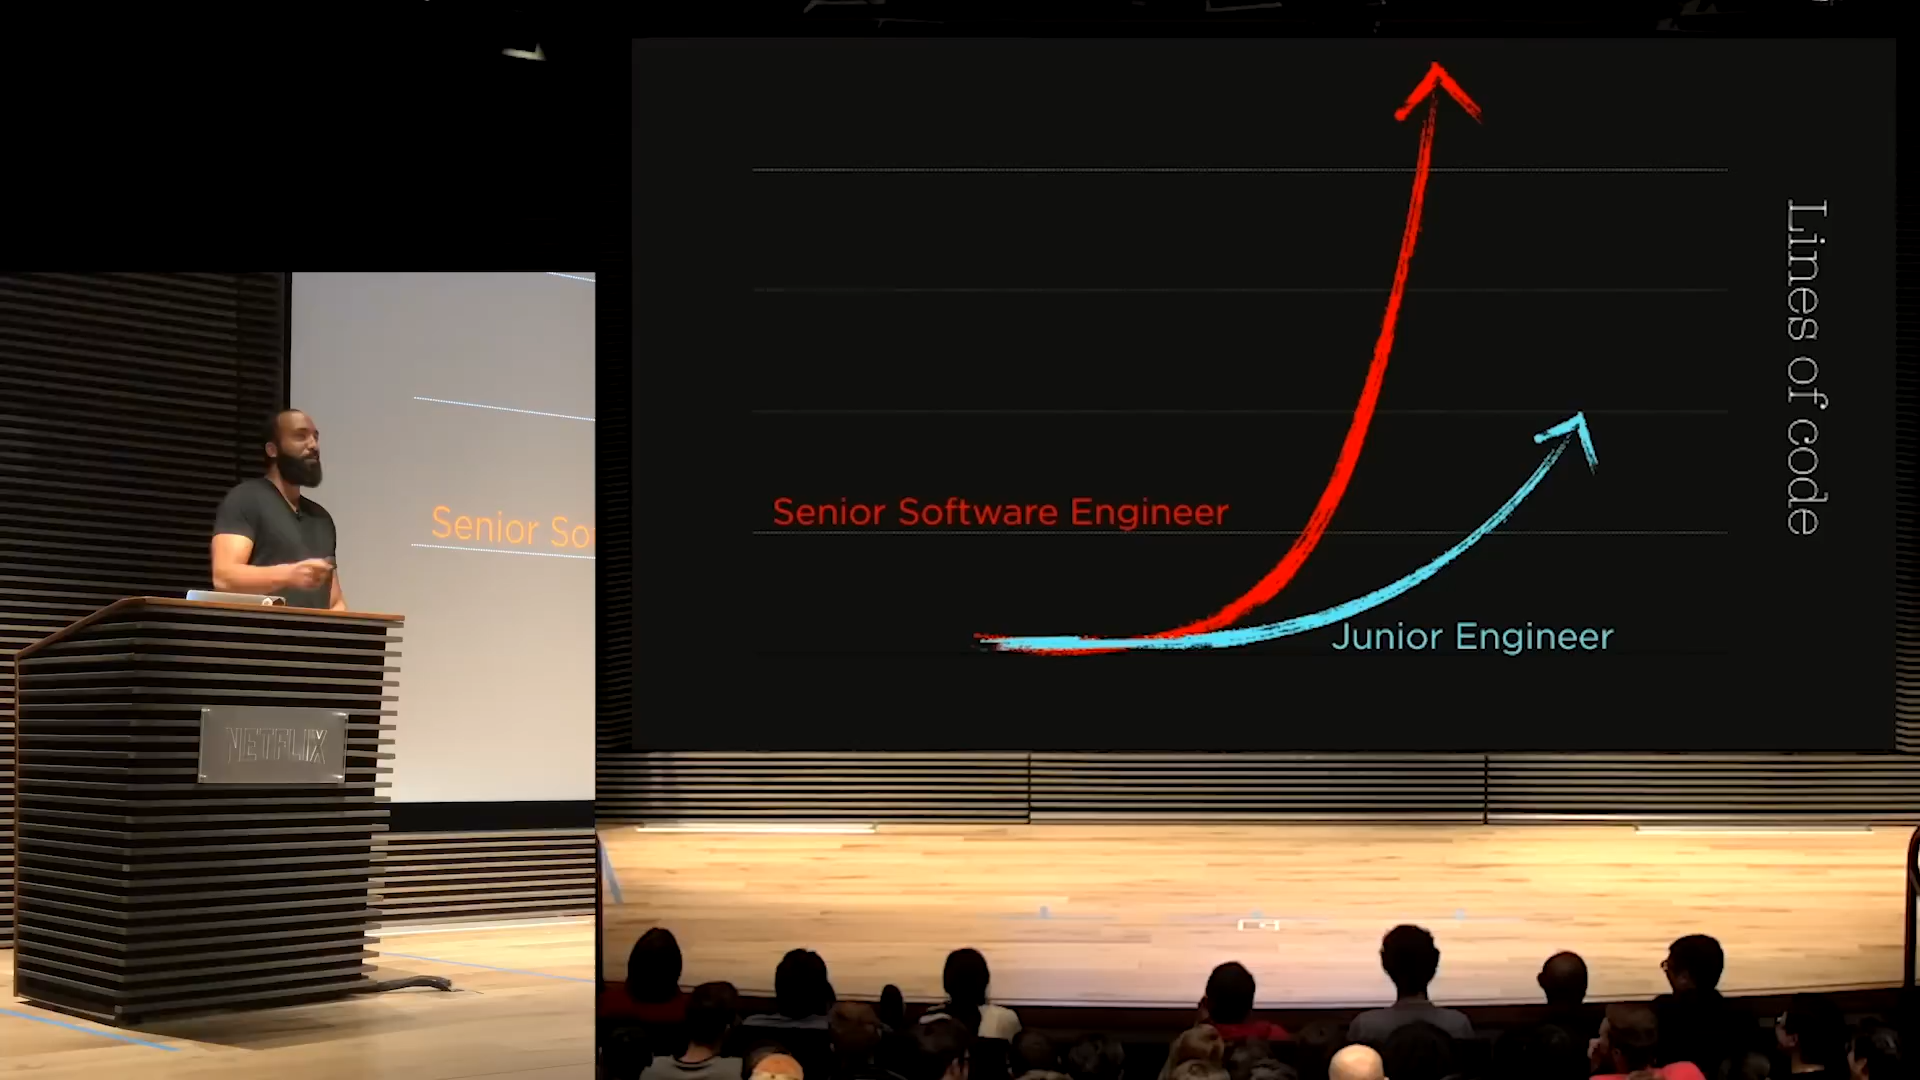 Senior So
NETFLIX
Senior Software Engineer
Junior Engineer
Lines of code